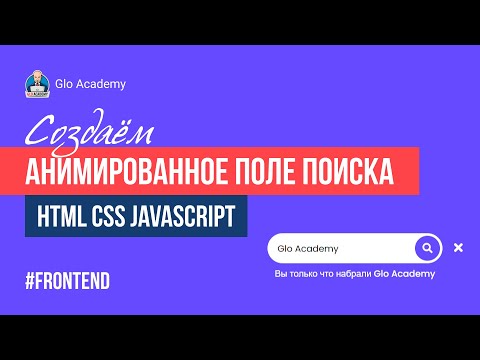 Glo Academy
Создаём
АНИМИРОВАННОЕ ПОЛЕ ПОИСКА
HTML CSS JAVASCRIPT
Glo Academy
Вы только что набрали Glo Academy
#FRONTEND